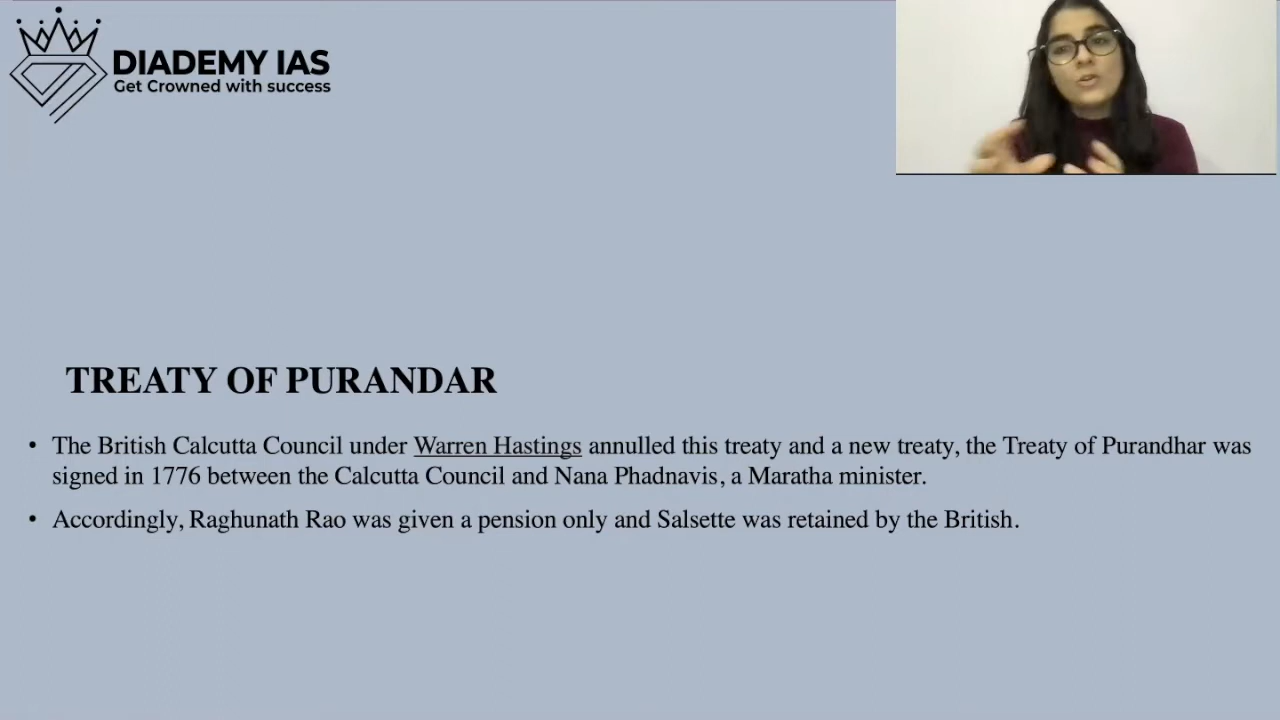 DIADEMY IAS
Get Crowned with success
TREATY OF PURANDAR
• The British Calcutta Council under Warren Hastings annulled this treaty and a new treaty, the Treaty of Purandhar was
signed in 1776 between the Calcutta Council and Nana Phadnavis, a Maratha minister.
• Accordingly, Raghunath Rao was given a pension only and Salsette was retained by the British.